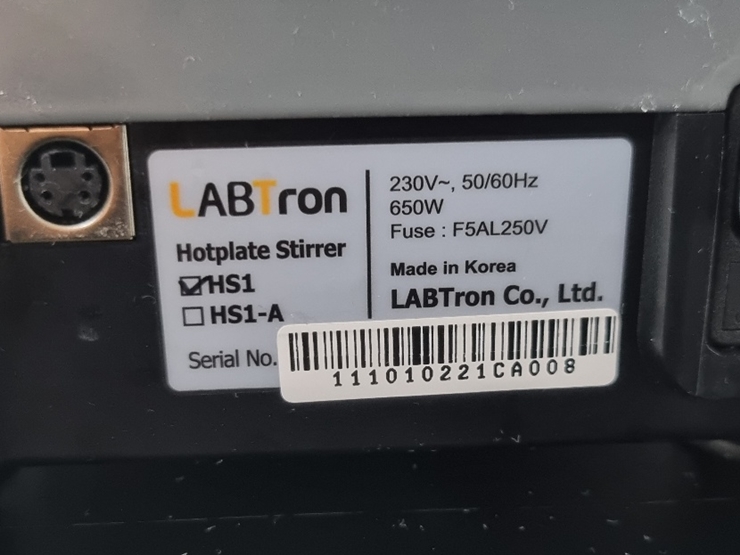 LABTron
Hotplate Stirrer
☑HS1
☐HS1-A
Serial No.
230V~, 50/60Hz
650W
Fuse : F5AL250V
Made in Korea
LABTron Co., Ltd.
111010221CA008